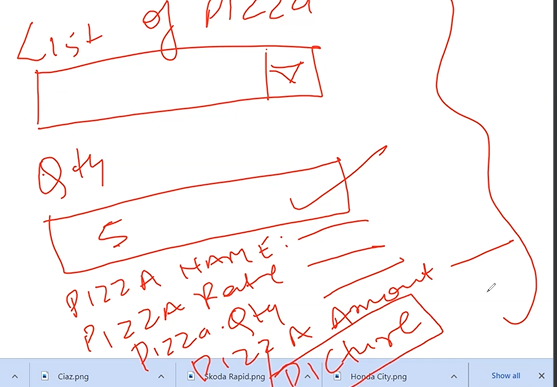 List of Pizza
Qty
5
PIZZA NAME:
PIZZA Rate
Pizza.Qty
PIZZA Amount
PICture
Ciaz.png
Skoda Rapid.png
Honda City.png
Show all